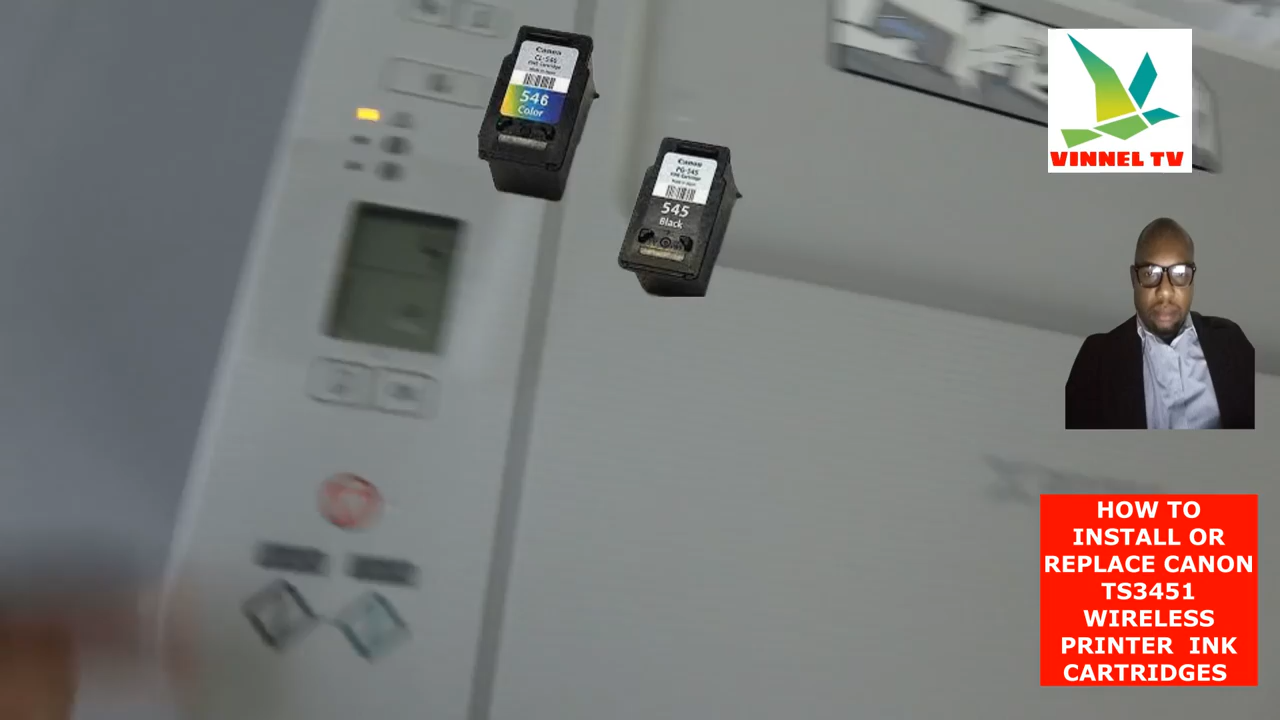 Canon
CL-546
546
Color
Canon
PG-545
545
Black
VINNEL TV
HOW TO
INSTALL OR
REPLACE CANON
TS3451
WIRELESS
PRINTER INK
CARTRIDGES